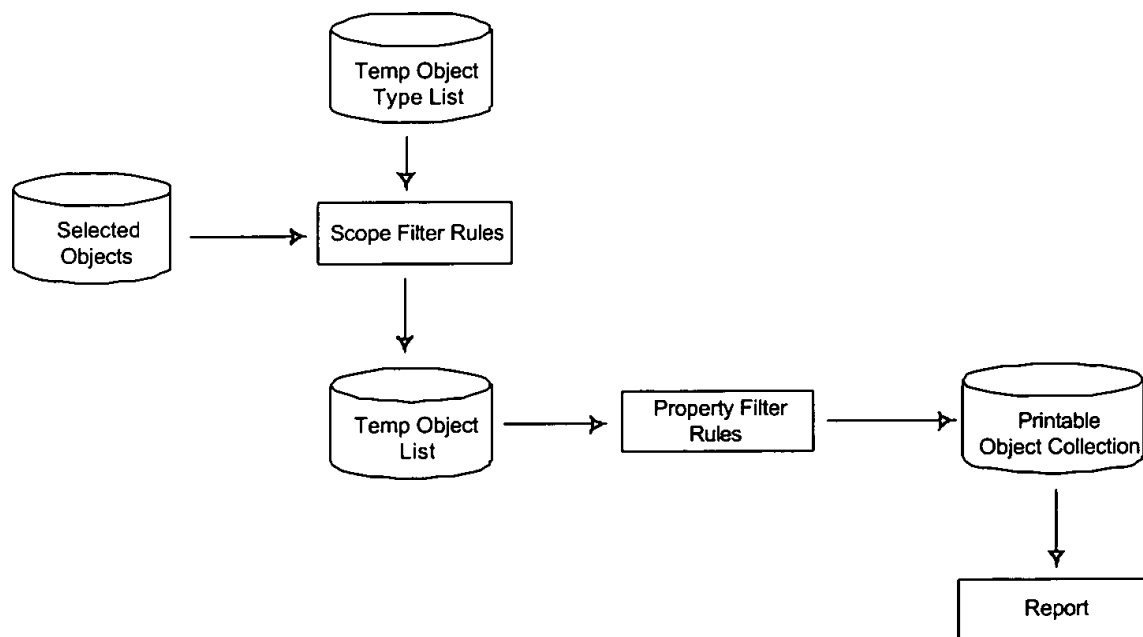 Temp Object
Type List
Selected
Objects
Scope Filter Rules
Temp Object
List
Property Filter
Rules
Printable
Object Collection
Report